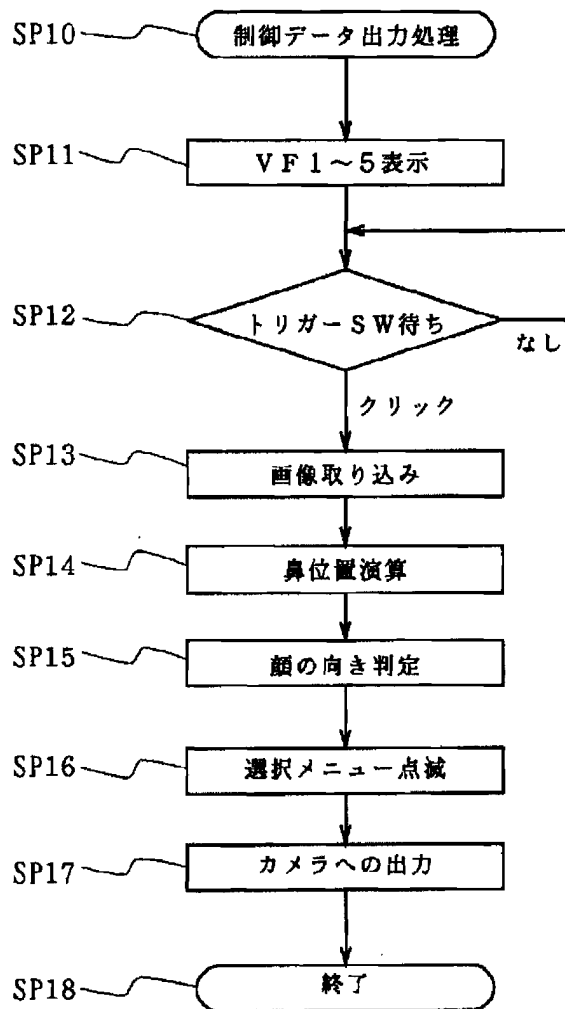 SP10 制御データ出力処理
SP11 VF1～5表示
SP12 トリガーSW待ち
なし
クリック
SP13 画像取り込み
SP14 鼻位置演算
SP15 顔の向き判定
SP16 選択メニュー点滅
SP17 カメラへの出力
SP18 終了